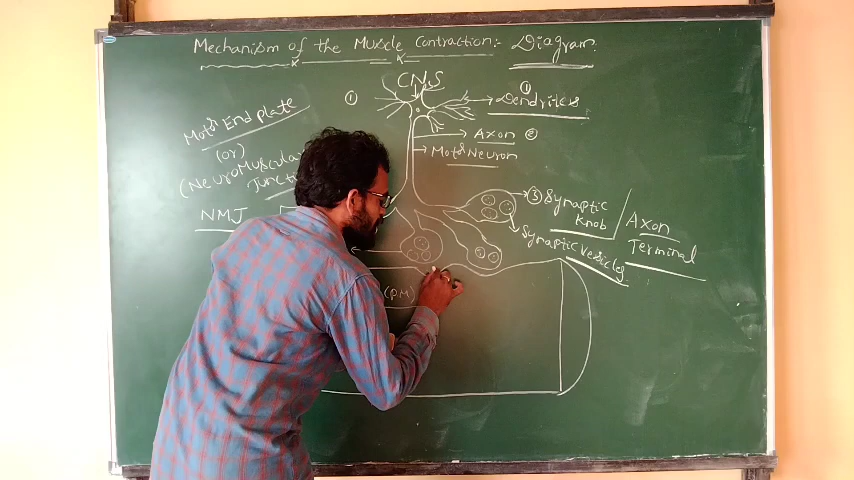 Mechanism of the Muscle Contraction:- Diagram
CNS
①
①
Dendrites
Motor End plate
(or)
(NeuroMuscular
Junction
NMJ
Axon ②
Motor Neuron
③ Synaptic
knob
/ Axon
Terminal
Synaptic vesicles
(PM)